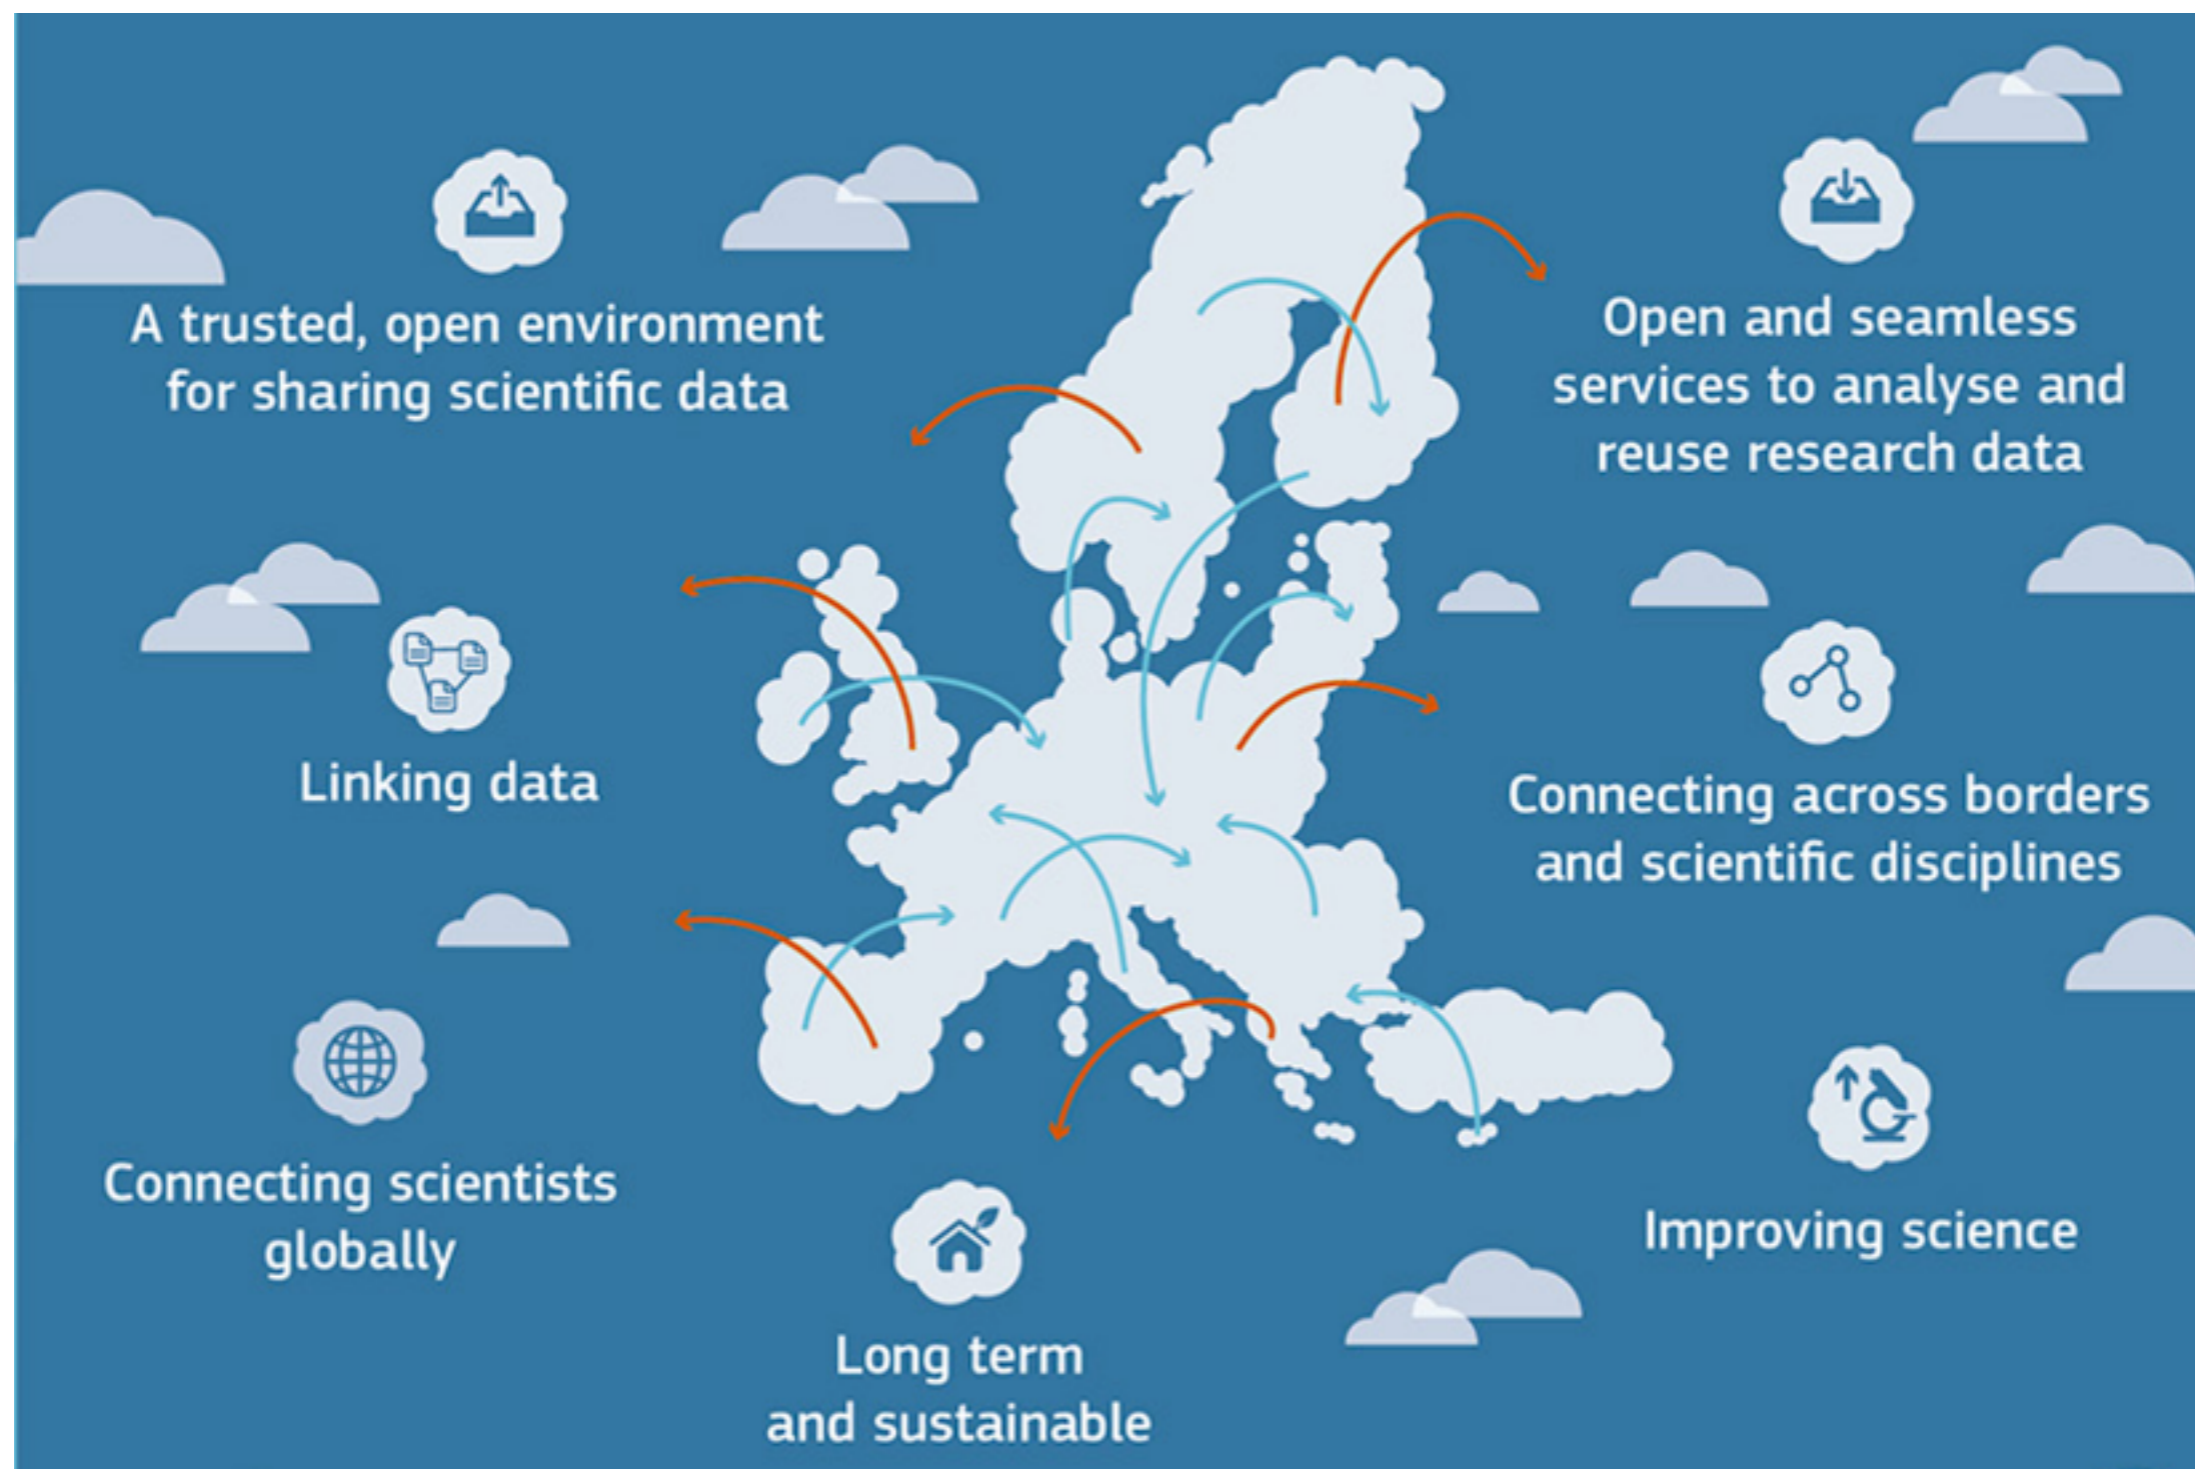 A trusted, open environment
for sharing scientific data
Open and seamless
services to analyse and
reuse research data
Linking data
Connecting across borders
and scientific disciplines
Connecting scientists
globally
Improving science
Long term
and sustainable